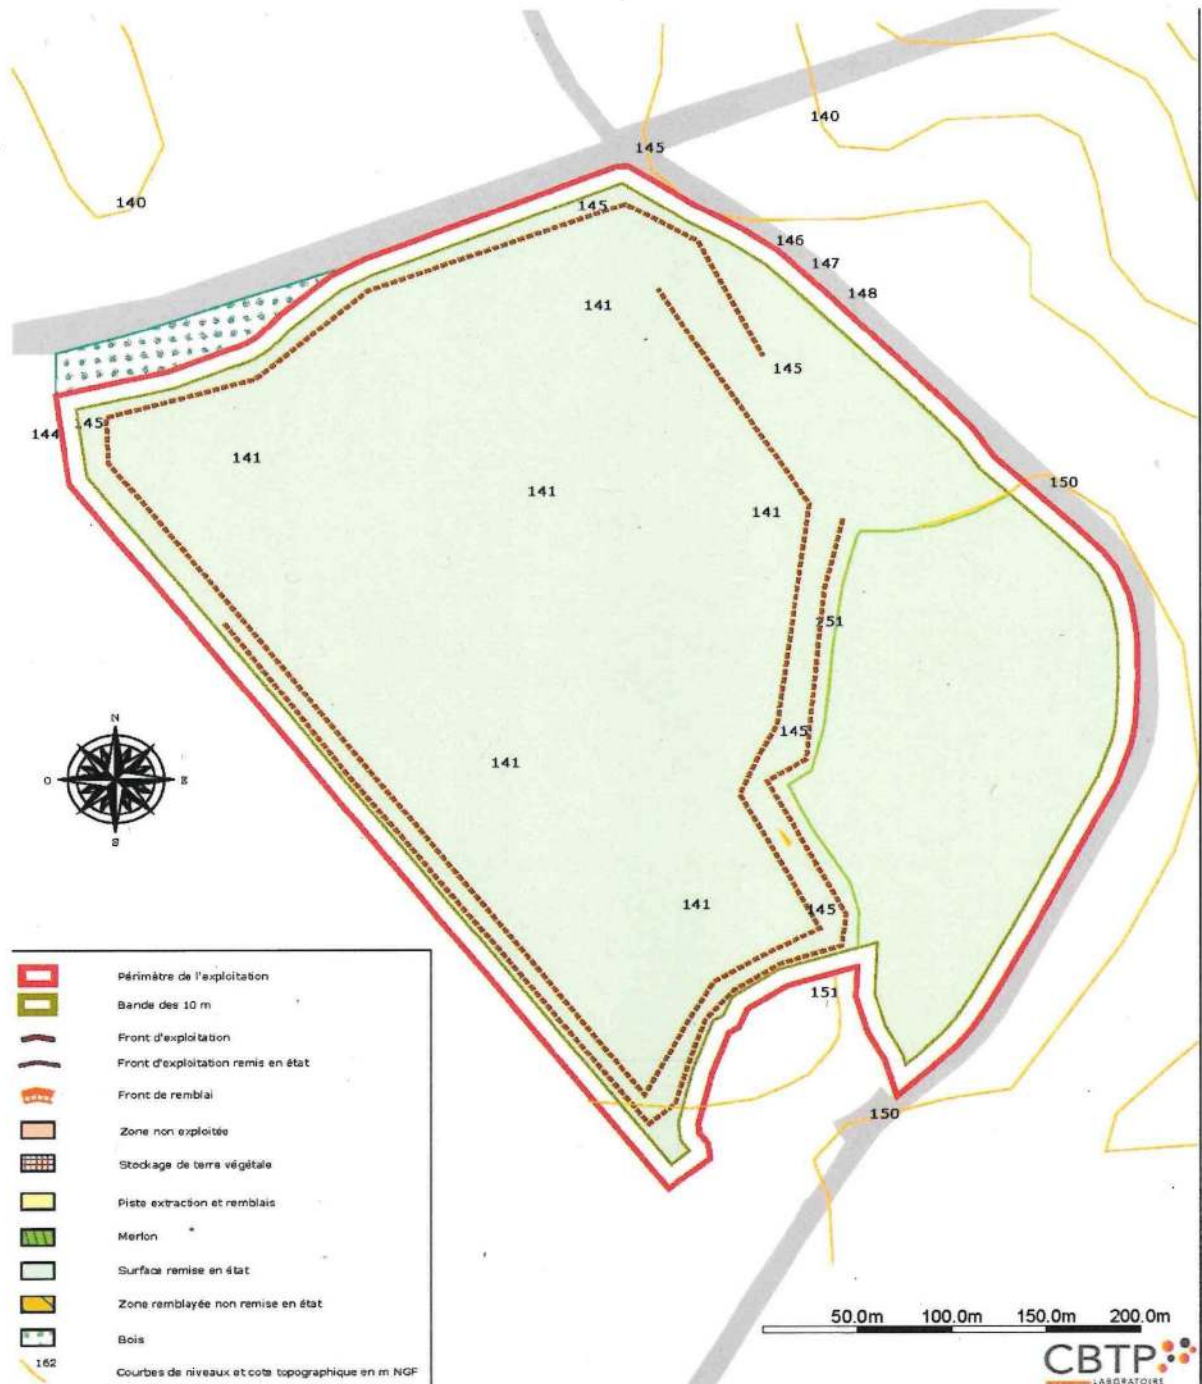 140
145
140
145
146
147
148
141
145
144
145
141
141
141
150
251
145
141
N
O
E
S
141
145
151
150
Périmètre de l'exploitation
Bande des 10 m
Front d'exploitation
Front d'exploitation remis en état
Front de remblai
Zone non exploitée
Stockage de terre végétale
Piste extraction et remblais
Merlon
Surface remise en état
Zone remblayée non remise en état
Bois
162 Courbes de niveaux et cote topographique en m NGF
50.0m 100.0m 150.0m 200.0m
CBTP
LABORATOIRE